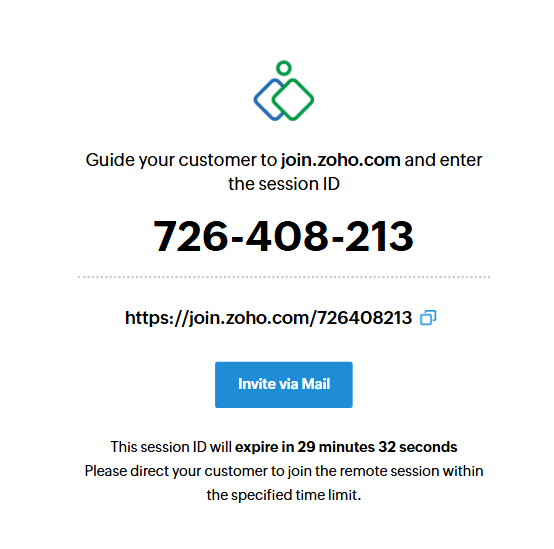 Guide your customer to join.zoho.com and enter
the session ID
726-408-213
https://join.zoho.com/726408213
Invite via Mail
This session ID will expire in 29 minutes 32 seconds
Please direct your customer to join the remote session within
the specified time limit.